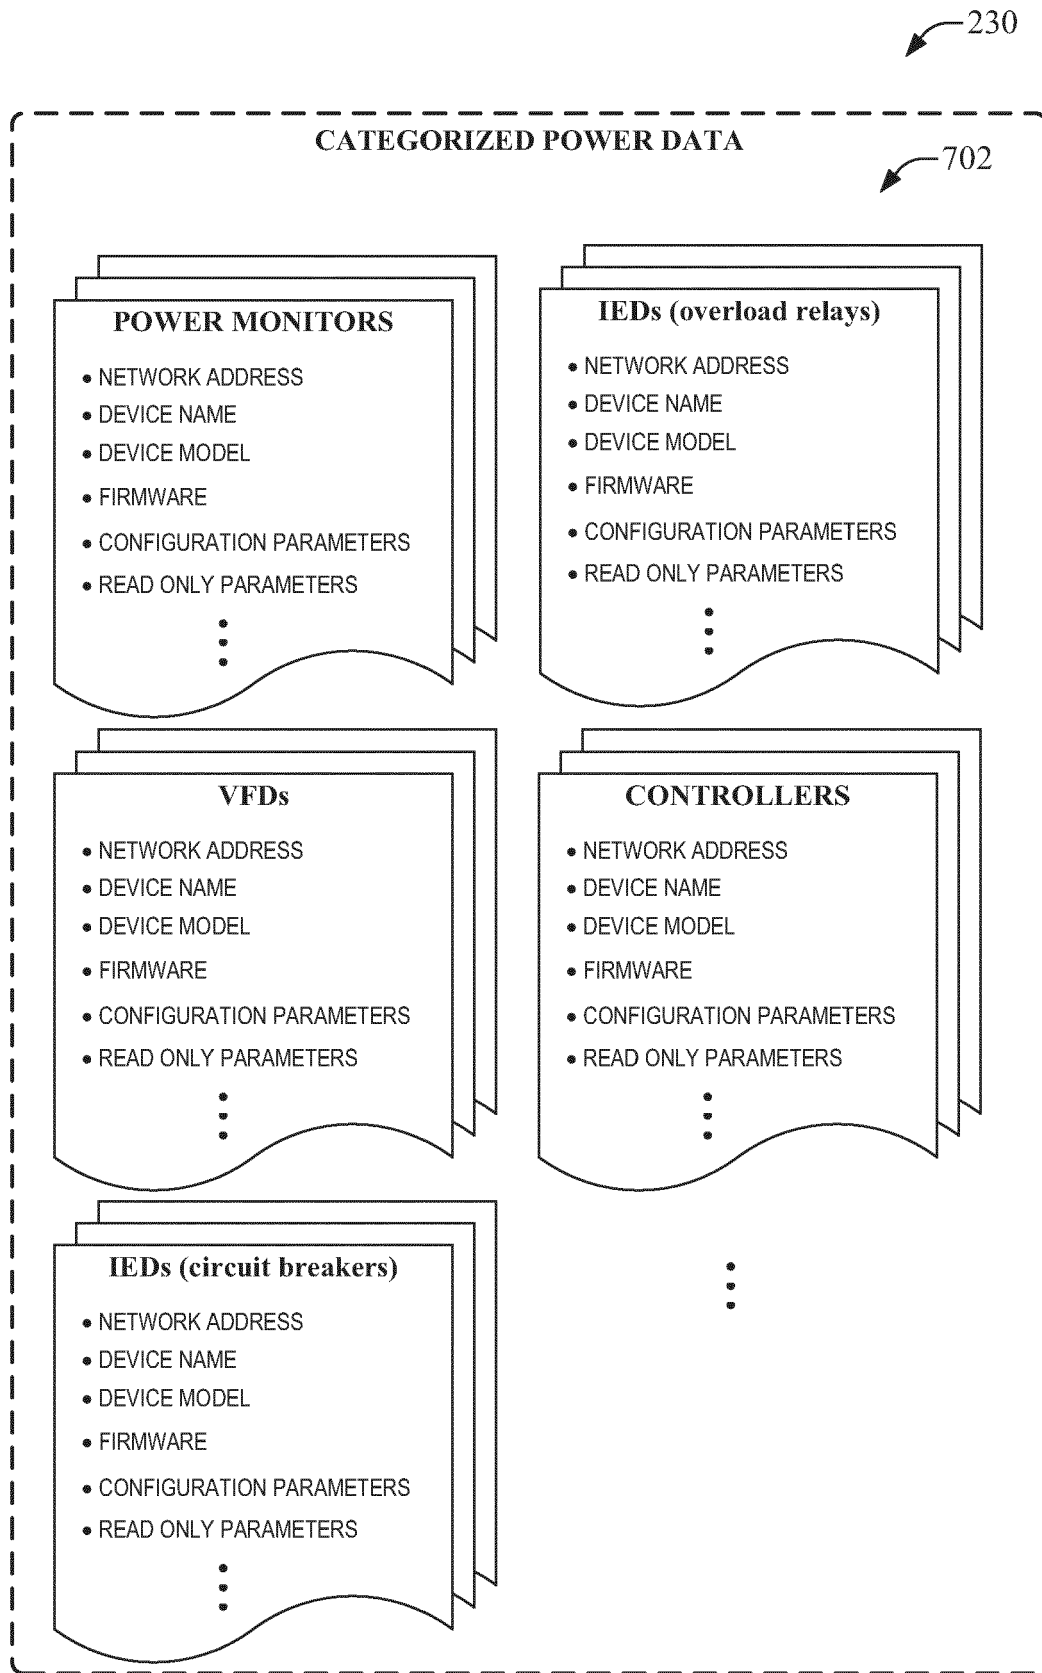 230
CATEGORIZED POWER DATA
702
POWER MONITORS
• NETWORK ADDRESS
• DEVICE NAME
• DEVICE MODEL
• FIRMWARE
• CONFIGURATION PARAMETERS
• READ ONLY PARAMETERS
IEDs (overload relays)
• NETWORK ADDRESS
• DEVICE NAME
• DEVICE MODEL
• FIRMWARE
• CONFIGURATION PARAMETERS
• READ ONLY PARAMETERS
VFDs
• NETWORK ADDRESS
• DEVICE NAME
• DEVICE MODEL
• FIRMWARE
• CONFIGURATION PARAMETERS
• READ ONLY PARAMETERS
CONTROLLERS
• NETWORK ADDRESS
• DEVICE NAME
• DEVICE MODEL
• FIRMWARE
• CONFIGURATION PARAMETERS
• READ ONLY PARAMETERS
IEDs (circuit breakers)
• NETWORK ADDRESS
• DEVICE NAME
• DEVICE MODEL
• FIRMWARE
• CONFIGURATION PARAMETERS
• READ ONLY PARAMETERS